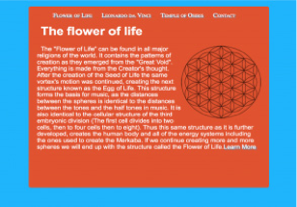 Flower of Life Leonardo da Vinci Temple of Osiris Contact
The flower of life
The "Flower of Life" can be found in all major
religions of the world. It contains the patterns of
creation as they emerged from the "Great Void".
Everything is made from the Creator's thought.
After the creation of the Seed of Life the same
vortex's motion was continued, creating the next
structure known as the Egg of Life. This structure
forms the basis for music, as the distances
between the spheres is identical to the distances
between the tones and the half tones in music. It is
also identical to the cellular structure of the third
embryonic division (The first cell divides into two
cells, then to four cells then to eight). Thus this same structure as it is further
developed, creates the human body and all of the energy systems including
the ones used to create the Merkaba. If we continue creating more and more
spheres we will end up with the structure called the Flower of Life.Learn More